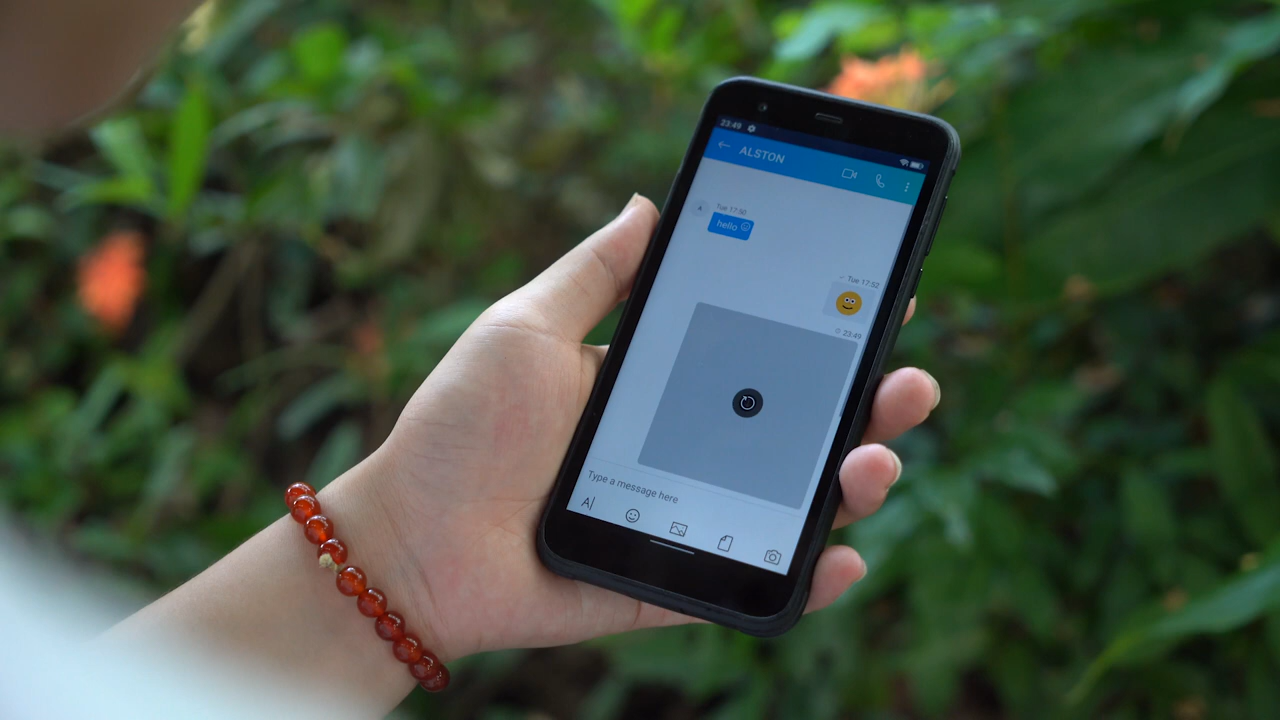 23:49
ALSTON
A
Tue 17:50
hello
Tue 17:52
23:49
Type a message here
A